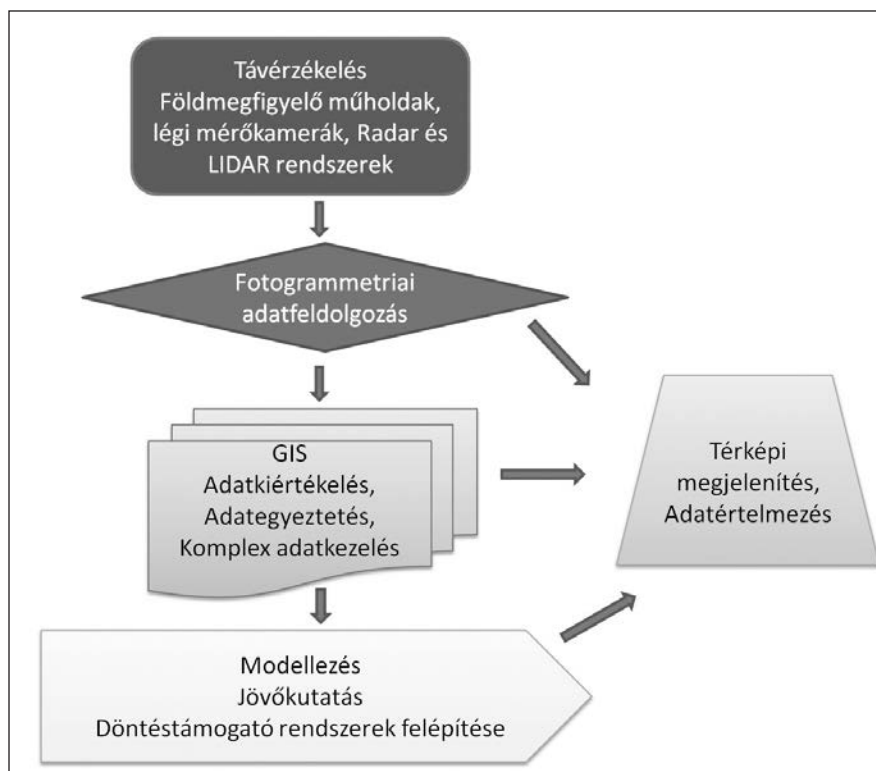 Távérzékelés
Földmegfigyelő műholdak,
légi mérőkamerák, Radar és
LIDAR rendszerek
Fotogrammetriai
adatfeldolgozás
GIS
Adatkiértékelés,
Adategyeztetés,
Komplex adatkezelés
Térképi
megjelenítés,
Adatértelmezés
Modellezés
Jövőkutatás
Döntéstámogató rendszerek felépítése